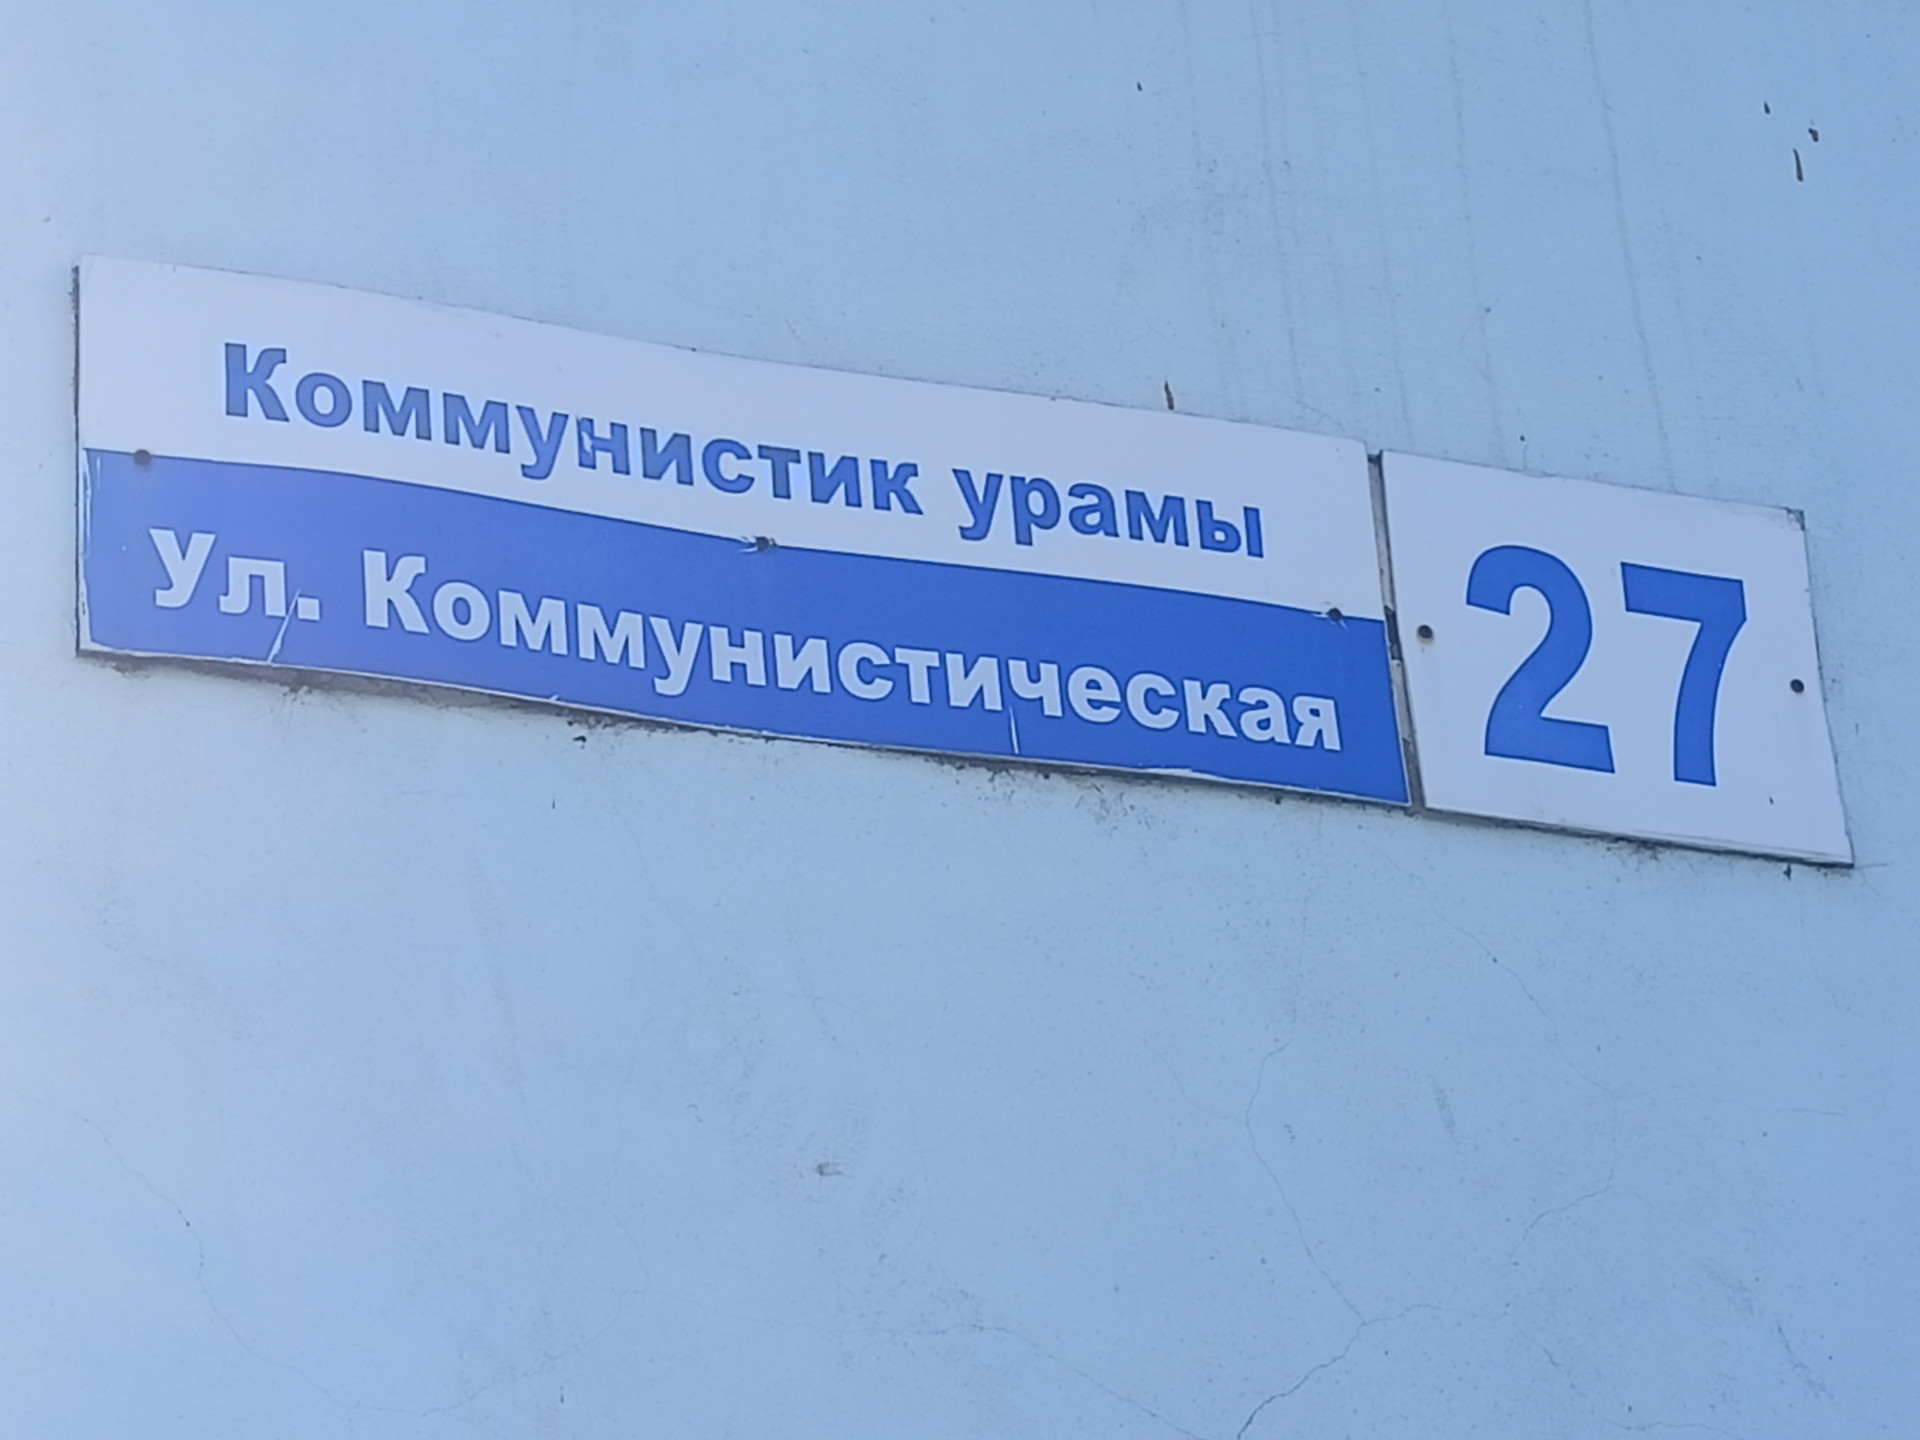 Коммунистик урамы
Ул. Коммунистическая
27